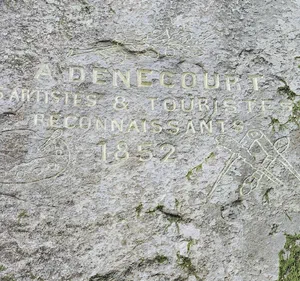 A DENECOURT
ARTISTES & TOURISTES
RECONNAISSANTS
1852